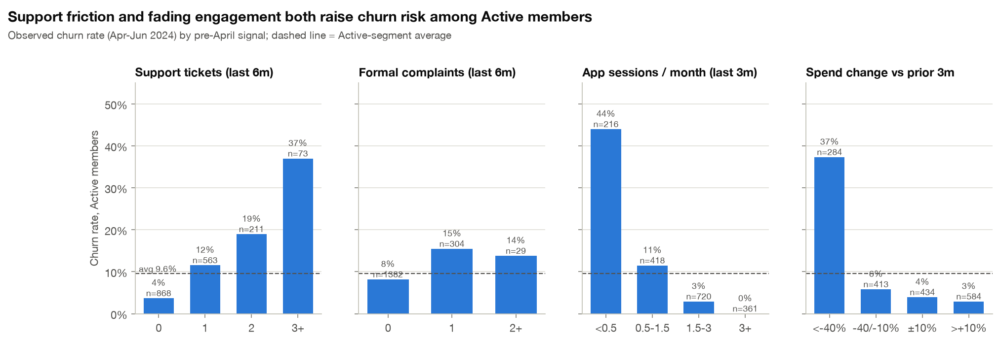 Support friction and fading engagement both raise churn risk among Active members
Observed churn rate (Apr-Jun 2024) by pre-April signal; dashed line = Active-segment average
Support tickets (last 6m)
Churn rate, Active members
50%
40%
30%
20%
10%
0%
avg 9.6%
4%
n=868
12%
n=563
19%
n=211
37%
n=73
0
1
2
3+
Formal complaints (last 6m)
8%
n=1382
15%
n=304
14%
n=29
0
1
2+
App sessions / month (last 3m)
44%
n=216
11%
n=418
3%
n=720
0%
n=361
<0.5
0.5-1.5
1.5-3
3+
Spend change vs prior 3m
37%
n=284
6%
n=413
4%
n=434
3%
n=584
<-40%
-40/-10%
±10%
>+10%